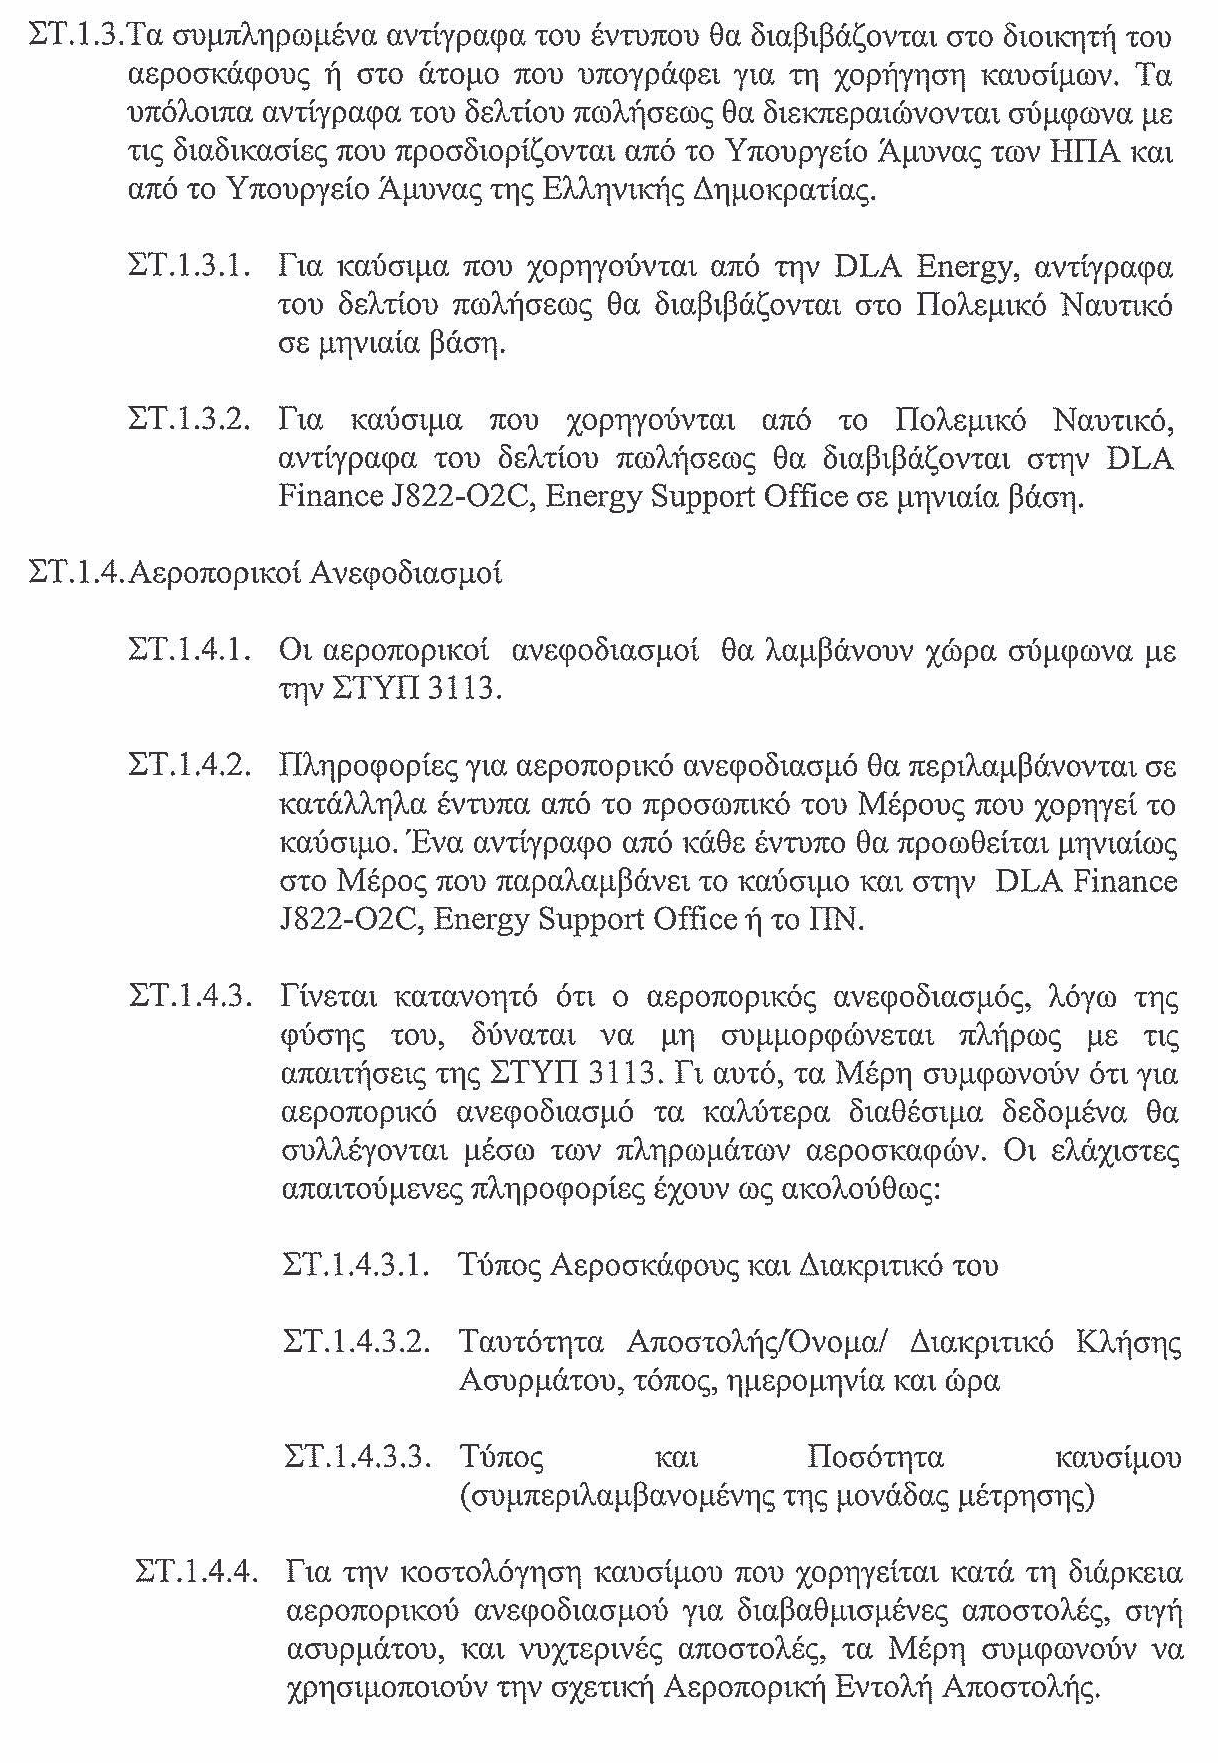 ΣΤ.1.3.Τα συμπληρωμένα αντίγραφα του έντυπου θα διαβιβάζονται στο διοικητή του
αεροσκάφους ή στο άτομο που υπογράφει για τη χορήγηση καυσίμων. Τα
υπόλοιπα αντίγραφα του δελτίου πωλήσεως θα διεκπεραιώνονται σύμφωνα με
τις διαδικασίες που προσδιορίζονται από το Υπουργείο Άμυνας των ΗΠΑ και
από το Υπουργείο Άμυνας της Ελληνικής Δημοκρατίας.
ΣΤ.1.3.1. Για καύσιμα που χορηγούνται από την DLA Energy, αντίγραφα
του δελτίου πωλήσεως θα διαβιβάζονται στο Πολεμικό Ναυτικό
σε μηνιαία βάση.
ΣΤ.1.3.2. Για καύσιμα που χορηγούνται από το Πολεμικό Ναυτικό,
αντίγραφα του δελτίου πωλήσεως θα διαβιβάζονται στην DLA
Finance J822-O2C, Energy Support Office σε μηνιαία βάση.
ΣΤ.1.4.Αεροπορικοί Ανεφοδιασμοί
ΣΤ.1.4.1. Οι αεροπορικοί ανεφοδιασμοί θα λαμβάνουν χώρα σύμφωνα με
την ΣΤΥΠ 3113.
ΣΤ.1.4.2. Πληροφορίες για αεροπορικό ανεφοδιασμό θα περιλαμβάνονται σε
κατάλληλα έντυπα από το προσωπικό του Μέρους που χορηγεί το
καύσιμο. Ένα αντίγραφο από κάθε έντυπο θα προωθείται μηνιαίως
στο Μέρος που παραλαμβάνει το καύσιμο και στην DLA Finance
J822-O2C, Energy Support Office ή το ΠΝ.
ΣΤ.1.4.3. Γίνεται κατανοητό ότι ο αεροπορικός ανεφοδιασμός, λόγω της
φύσης του, δύναται να μη συμμορφώνεται πλήρως με τις
απαιτήσεις της ΣΤΥΠ 3113. Γι αυτό, τα Μέρη συμφωνούν ότι για
αεροπορικό ανεφοδιασμό τα καλύτερα διαθέσιμα δεδομένα θα
συλλέγονται μέσω των πληρωμάτων αεροσκαφών. Οι ελάχιστες
απαιτούμενες πληροφορίες έχουν ως ακολούθως:
ΣΤ.1.4.3.1. Τύπος Αεροσκάφους και Διακριτικό του
ΣΤ.1.4.3.2. Ταυτότητα Αποστολής/Όνομα/ Διακριτικό Κλήσης
Ασυρμάτου, τόπος, ημερομηνία και ώρα
ΣΤ.1.4.3.3. Τύπος και Ποσότητα καυσίμου
(συμπεριλαμβανομένης της μονάδας μέτρησης)
ΣΤ.1.4.4. Για την κοστολόγηση καυσίμου που χορηγείται κατά τη διάρκεια
αεροπορικού ανεφοδιασμού για διαβαθμισμένες αποστολές, σιγή
ασυρμάτου, και νυχτερινές αποστολές, τα Μέρη συμφωνούν να
χρησιμοποιούν την σχετική Αεροπορική Εντολή Αποστολής.